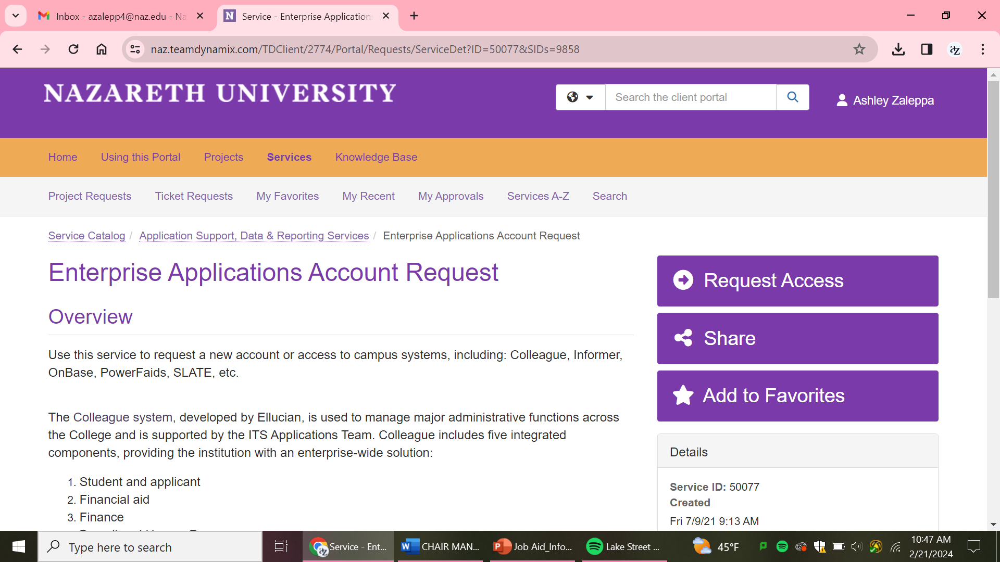 Inbox - azalepp4@naz.edu - Na
Service - Enterprise Application
naz.teamdynamix.com/TDClient/2774/Portal/Requests/ServiceDet?ID=50077&SIDs=9858
NAZARETH UNIVERSITY
Search the client portal
Ashley Zaleppa
Home Using this Portal Projects Services Knowledge Base
Project Requests Ticket Requests My Favorites My Recent My Approvals Services A-Z Search
Service Catalog / Application Support, Data & Reporting Services / Enterprise Applications Account Request
Enterprise Applications Account Request
Overview
Use this service to request a new account or access to campus systems, including: Colleague, Informer,
OnBase, PowerFaids, SLATE, etc.
The Colleague system, developed by Ellucian, is used to manage major administrative functions across
the College and is supported by the ITS Applications Team. Colleague includes five integrated
components, providing the institution with an enterprise-wide solution:
1. Student and applicant
2. Financial aid
3. Finance
Request Access
Share
Add to Favorites
Details
Service ID: 50077
Created
Fri 7/9/21 9:13 AM
Type here to search
Service - Ent...
CHAIR MAN...
Job Aid_Info...
Lake Street ...
45°F
10:47 AM
2/21/2024